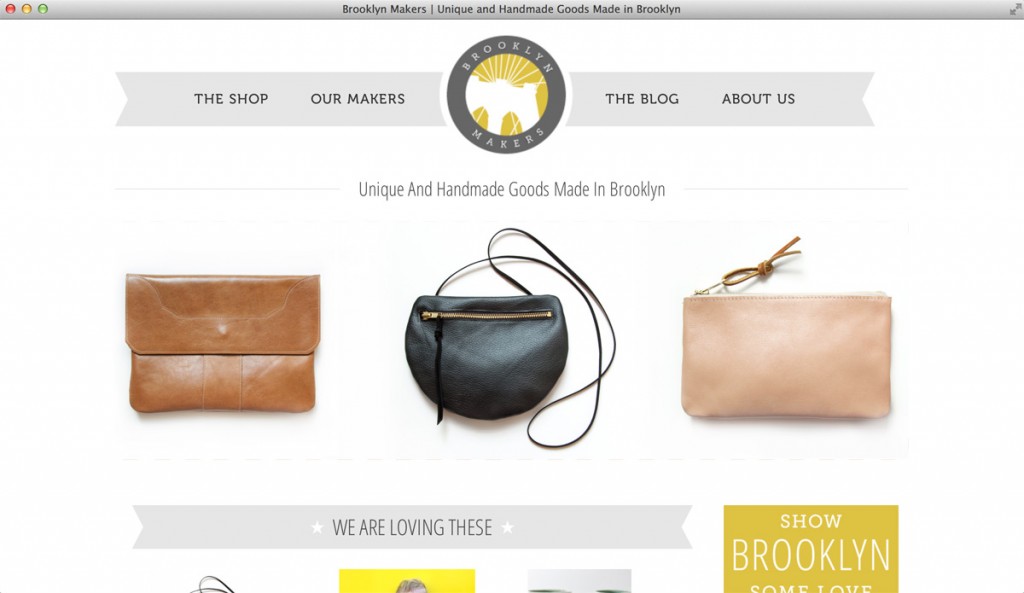 Brooklyn Makers | Unique and Handmade Goods Made in Brooklyn
THE SHOP
OUR MAKERS
BROOKLYN
MAKERS
THE BLOG
ABOUT US
Unique And Handmade Goods Made In Brooklyn
WE ARE LOVING THESE
SHOW
BROOKLYN
SOME LOVE